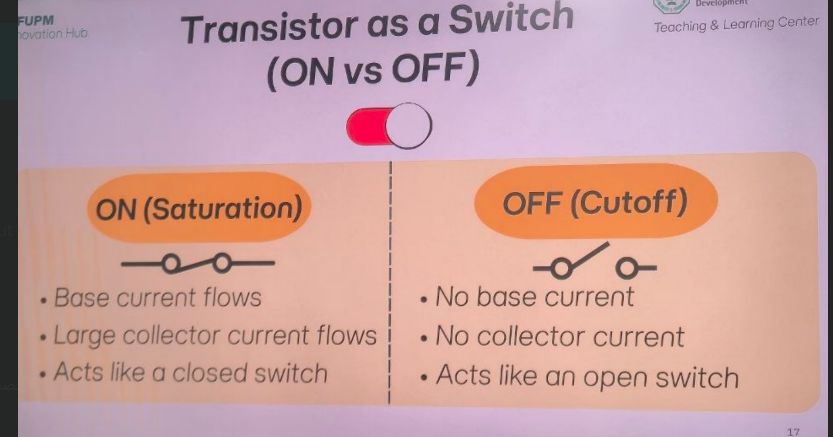 FUPM
novation Hub
Transistor as a Switch
(ON vs OFF)
Development
Teaching & Learning Center
ON (Saturation)
• Base current flows
• Large collector current flows
• Acts like a closed switch
OFF (Cutoff)
• No base current
• No collector current
• Acts like an open switch
17